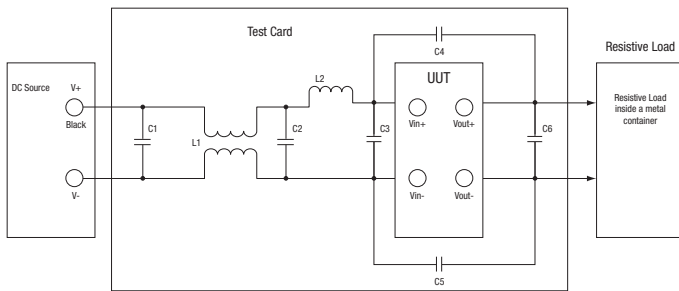 Test Card
Resistive Load
DC Source
V+
Black
V-
C1
L1
C2
L2
C3
C4
UUT
Vin+
Vout+
Vin-
Vout-
C6
C5
Resistive Load
inside a metal
container